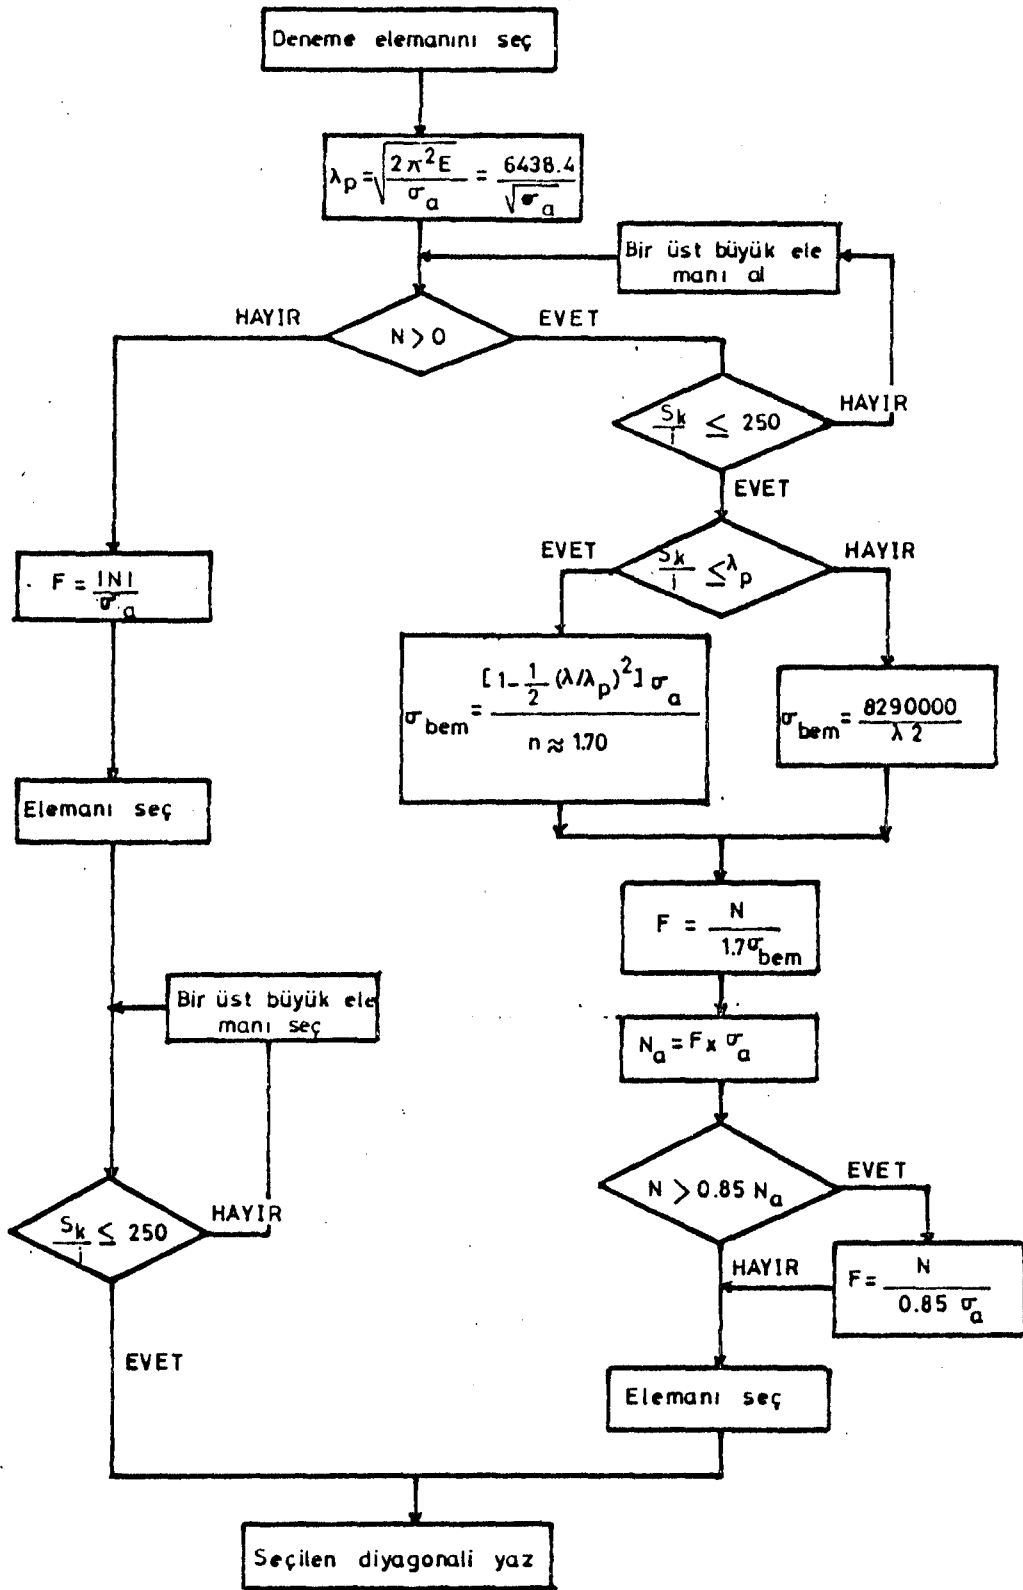 Deneme elemanını seç
λp = √(2π²E / σa) = 6438.4 / √σa
Bir üst büyük ele
manı al
HAYIR
EVET
N > 0
Sk / i ≤ 250
HAYIR
EVET
EVET
HAYIR
Sk / i ≤ λp
F = |N| / σa
σbem = [1 - 1/2 (λ/λp)²] σa / n ≈ 1.70
σbem = 8290000 / λ2
Elemanı seç
F = N / 1.7σbem
Bir üst büyük ele
manı seç
Na = F x σa
N > 0.85 Na
EVET
Sk / i ≤ 250
HAYIR
HAYIR
F = N / 0.85 σa
EVET
Elemanı seç
Seçilen diyagonali yaz